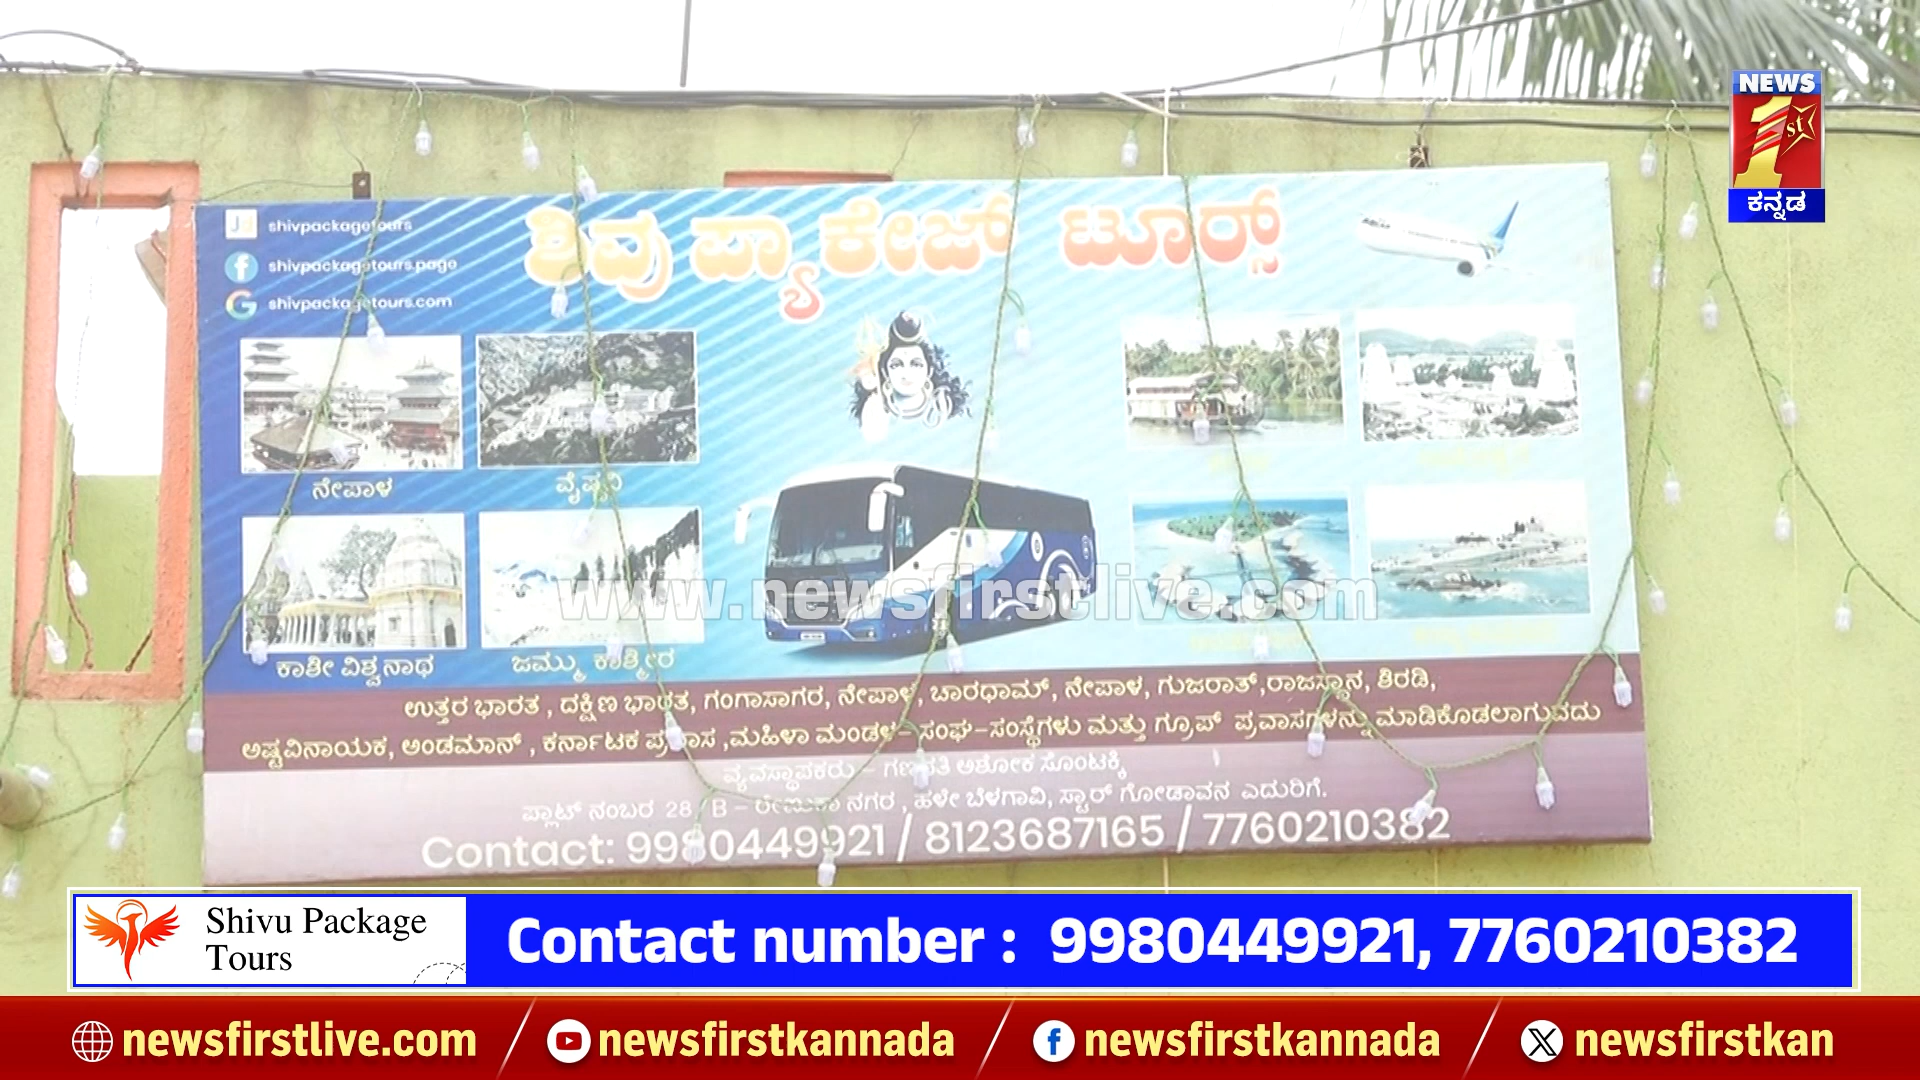 NEWS
1st
ಕನ್ನಡ
shivpackagetours
shivpackagetours.page
shivpackagetours.com
ಶಿವು ಪ್ಯಾಕೇಜ್ ಟೂರ್ಸ್
ನೇಪಾಳ
ವೈಷ್ಣವಿ
ಕಾಶೀ ವಿಶ್ವನಾಥ
ಜಮ್ಮು ಕಾಶ್ಮೀರ
www.newsfirstlive.com
ಉತ್ತರ ಭಾರತ , ದಕ್ಷಿಣ ಭಾರತ, ಗಂಗಾಸಾಗರ, ನೇಪಾಳ, ಚಾರಧಾಮ್, ನೇಪಾಳ, ಗುಜರಾತ್,ರಾಜಸ್ಥಾನ, ಶಿರಡಿ,
ಅಷ್ಟವಿನಾಯಕ, ಅಂಡಮಾನ್ , ಕರ್ನಾಟಕ ಪ್ರವಾಸ ,ಮಹಿಳಾ ಮಂಡಳ- ಸಂಘ-ಸಂಸ್ಥೆಗಳು ಮತ್ತು ಗ್ರೂಪ್ ಪ್ರವಾಸಗಳನ್ನು ಮಾಡಿಕೊಡಲಾಗುವದು
ವ್ಯವಸ್ಥಾಪಕರು - ಗಣಪತಿ ಅಶೋಕ ಸೊಂಟಕ್ಕಿ
ಪ್ಲಾಟ್ ನಂಬರ 28 / B - ರೇಣುಕಾ ನಗರ , ಹಳೇ ಬೆಳಗಾವಿ, ಸ್ಟಾರ್ ಗೋಡಾವನ ಎದುರಿಗೆ.
Contact: 9980449921 / 8123687165 / 7760210382
Shivu Package
Tours
Contact number : 9980449921, 7760210382
newsfirstlive.com newsfirstkannada newsfirstkannada newsfirstkan